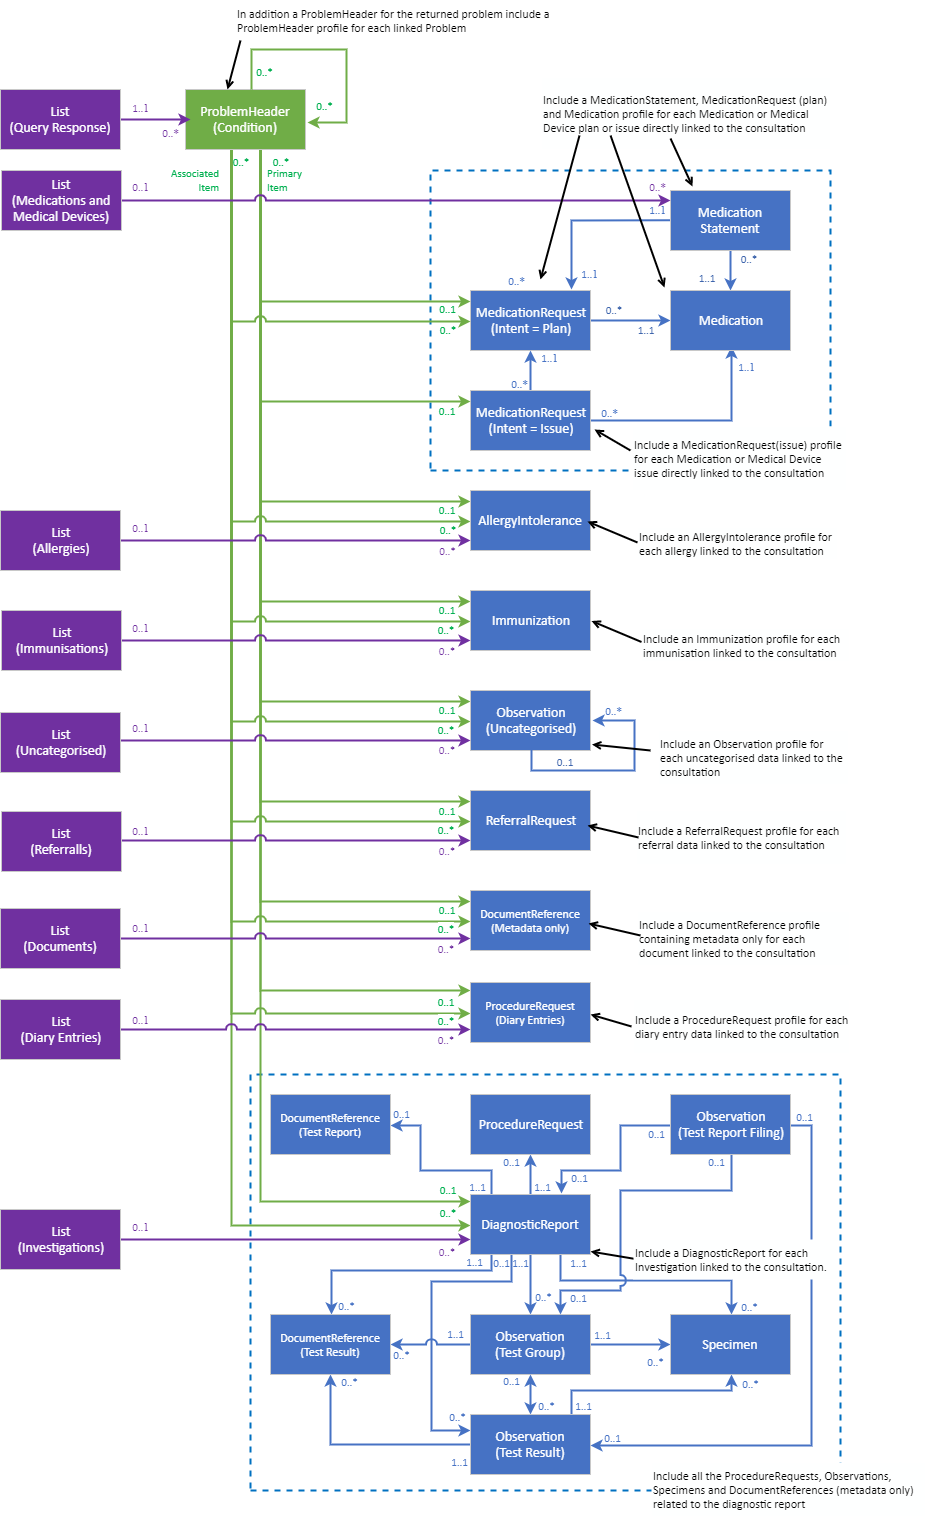 In addition a ProblemHeader for the returned problem include a
ProblemHeader profile for each linked Problem
0..*
0..*
List
(Query Response)
1..1
0..*
ProblemHeader
(Condition)
Include a MedicationStatement, MedicationRequest (plan)
and Medication profile for each Medication or Medical
Device plan or issue directly linked to the consultation
0..*
0..*
Associated
Item
Primary
Item
List
(Medications and
Medical Devices)
0..1
0..*
1..1
Medication
Statement
0..*
1..1
0..*
1..1
0..1
0..*
MedicationRequest
(Intent = Plan)
0..*
1..1
Medication
1..1
0..*
1..1
0..1
MedicationRequest
(Intent = Issue)
0..*
Include a MedicationRequest(issue) profile
for each Medication or Medical Device
issue directly linked to the consultation
List
(Allergies)
0..1
0..1
0..*
0..*
AllergyIntolerance
Include an AllergyIntolerance profile for
each allergy linked to the consultation
List
(Immunisations)
0..1
0..1
0..*
0..*
Immunization
Include an Immunization profile for each
immunisation linked to the consultation
List
(Uncategorised)
0..1
0..1
0..*
0..*
Observation
(Uncategorised)
0..*
0..1
Include an Observation profile for
each uncategorised data linked to the
consultation
List
(Referralls)
0..1
0..1
0..*
0..*
ReferralRequest
Include a ReferralRequest profile for each
referral data linked to the consultation
List
(Documents)
0..1
0..1
0..*
0..*
DocumentReference
(Metadata only)
Include a DocumentReference profile
containing metadata only for each
document linked to the consultation
List
(Diary Entries)
0..1
0..1
0..*
0..*
ProcedureRequest
(Diary Entries)
Include a ProcedureRequest profile for each
diary entry data linked to the consultation
DocumentReference
(Test Report)
0..1
ProcedureRequest
Observation
(Test Report Filing)
0..1
0..1
0..1
0..1
0..1
1..1
1..1
0..1
0..*
0..*
List
(Investigations)
0..1
DiagnosticReport
Include a DiagnosticReport for each
Investigation linked to the consultation.
1..1
0..1
1..1
1..1
0..*
0..*
0..1
0..*
DocumentReference
(Test Result)
0..*
1..1
Observation
(Test Group)
1..1
0..*
Specimen
0..*
0..1
0..*
0..*
0..*
1..1
Observation
(Test Result)
0..1
1..1
Include all the ProcedureRequests, Observations,
Specimens and DocumentReferences (metadata only)
related to the diagnostic report